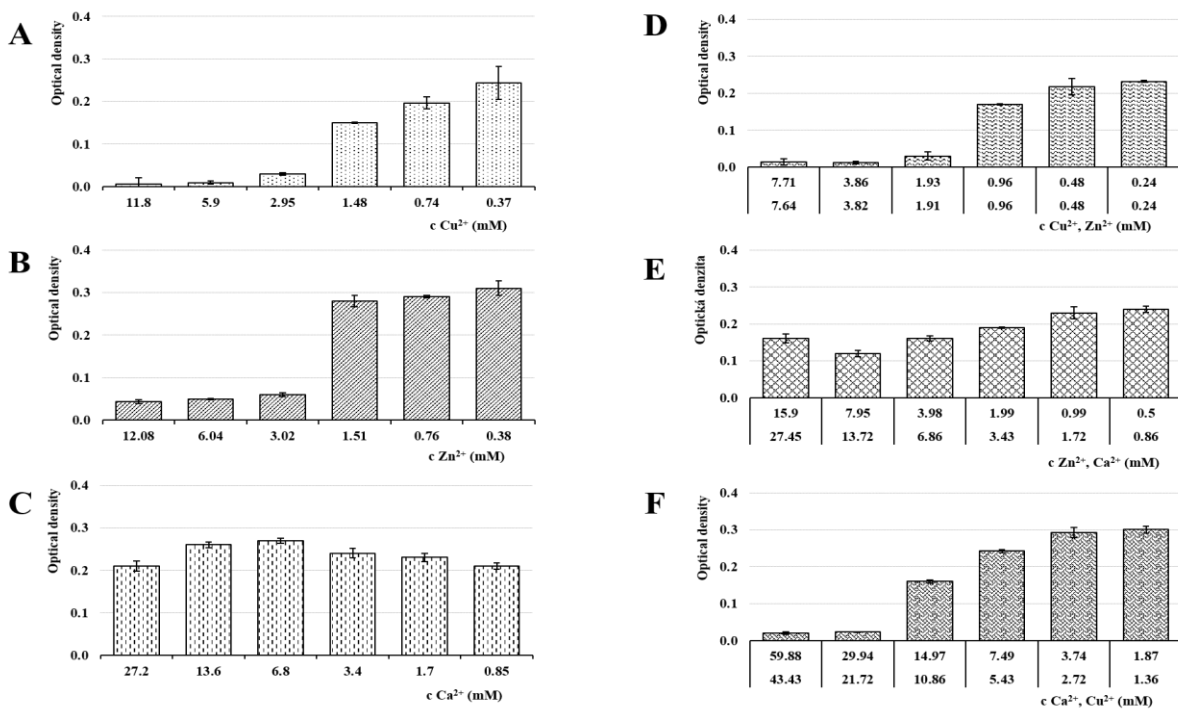 A
Optical density
0.4
0.3
0.2
0.1
0.0
11.8 5.9 2.95 1.48 0.74 0.37
c Cu²⁺ (mM)
B
Optical density
0.4
0.3
0.2
0.1
0.0
12.08 6.04 3.02 1.51 0.76 0.38
c Zn²⁺ (mM)
C
Optical density
0.4
0.3
0.2
0.1
0.0
27.2 13.6 6.8 3.4 1.7 0.85
c Ca²⁺ (mM)
D
Optical density
0.4
0.3
0.2
0.1
0.0
7.71 3.86 1.93 0.96 0.48 0.24
7.64 3.82 1.91 0.96 0.48 0.24
c Cu²⁺, Zn²⁺ (mM)
E
Optická denzita
0.4
0.3
0.2
0.1
0.0
15.9 7.95 3.98 1.99 0.99 0.5
27.45 13.72 6.86 3.43 1.72 0.86
c Zn²⁺, Ca²⁺ (mM)
F
Optical density
0.4
0.3
0.2
0.1
0.0
59.88 29.94 14.97 7.49 3.74 1.87
43.43 21.72 10.86 5.43 2.72 1.36
c Ca²⁺, Cu²⁺ (mM)